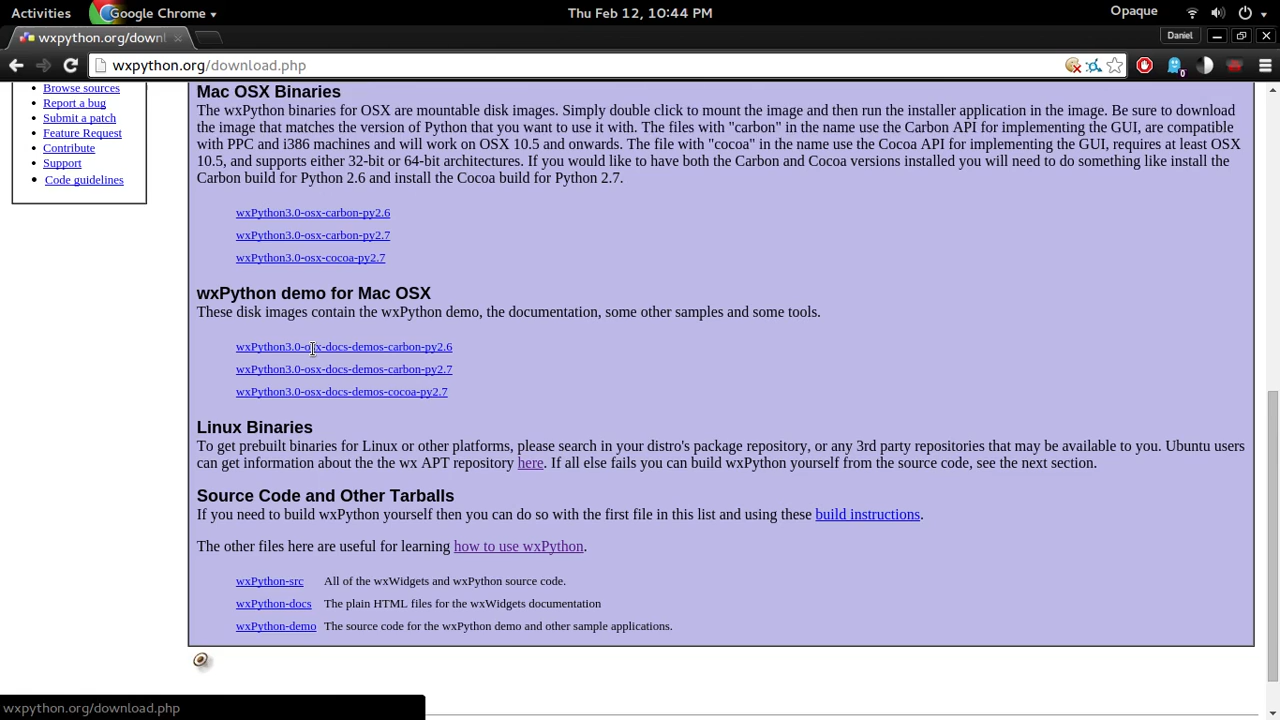 Activities
Google Chrome
Thu Feb 12, 10:44 PM
Opaque
wxpython.org/downl
Daniel
wxpython.org/download.php
0
Browse sources
Report a bug
Submit a patch
Feature Request
Contribute
Support
Code guidelines
Mac OSX Binaries
The wxPython binaries for OSX are mountable disk images. Simply double click to mount the image and then run the installer application in the image. Be sure to download
the image that matches the version of Python that you want to use it with. The files with "carbon" in the name use the Carbon API for implementing the GUI, are compatible
with PPC and i386 machines and will work on OSX 10.5 and onwards. The file with "cocoa" in the name use the Cocoa API for implementing the GUI, requires at least OSX
10.5, and supports either 32-bit or 64-bit architectures. If you would like to have both the Carbon and Cocoa versions installed you will need to do something like install the
Carbon build for Python 2.6 and install the Cocoa build for Python 2.7.
wxPython3.0-osx-carbon-py2.6
wxPython3.0-osx-carbon-py2.7
wxPython3.0-osx-cocoa-py2.7
wxPython demo for Mac OSX
These disk images contain the wxPython demo, the documentation, some other samples and some tools.
wxPython3.0-osx-docs-demos-carbon-py2.6
wxPython3.0-osx-docs-demos-carbon-py2.7
wxPython3.0-osx-docs-demos-cocoa-py2.7
Linux Binaries
To get prebuilt binaries for Linux or other platforms, please search in your distro's package repository, or any 3rd party repositories that may be available to you. Ubuntu users
can get information about the the wx APT repository here. If all else fails you can build wxPython yourself from the source code, see the next section.
Source Code and Other Tarballs
If you need to build wxPython yourself then you can do so with the first file in this list and using these build instructions.
The other files here are useful for learning how to use wxPython.
wxPython-src All of the wxWidgets and wxPython source code.
wxPython-docs The plain HTML files for the wxWidgets documentation
wxPython-demo The source code for the wxPython demo and other sample applications.
wxpython.org/download.php